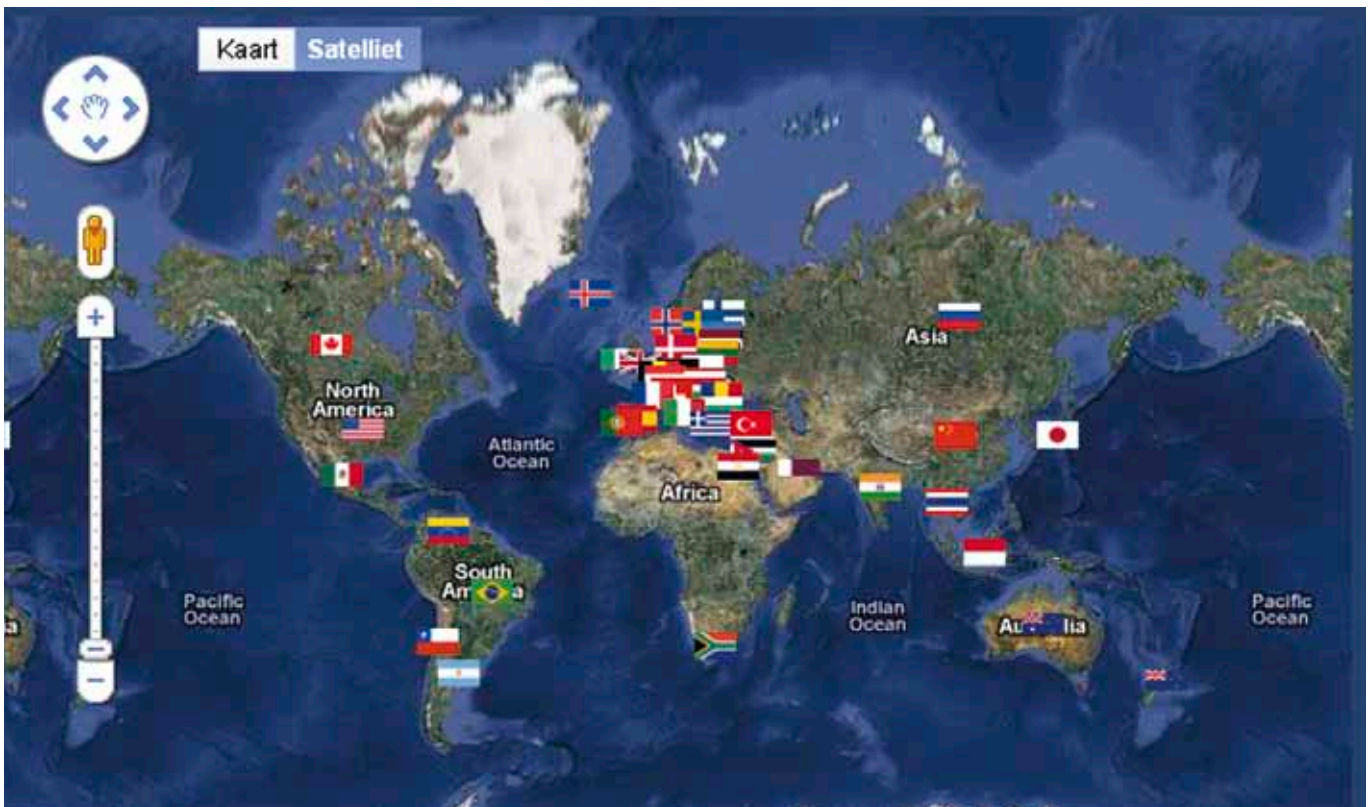 Kaart Satelliet
Asia
North
America
Atlantic
Ocean
Africa
South
Pacific
Ocean
Indian
Ocean
Pacific
Ocean